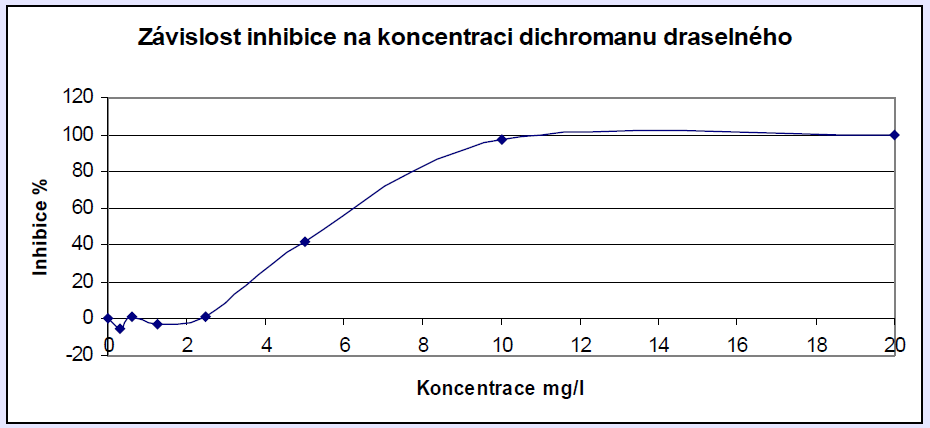 Závislost inhibice na koncentraci dichromanu draselného
120
100
80
60
40
20
0
-20
Inhibice %
0 2 4 6 8 10 12 14 16 18 20
Koncentrace mg/l